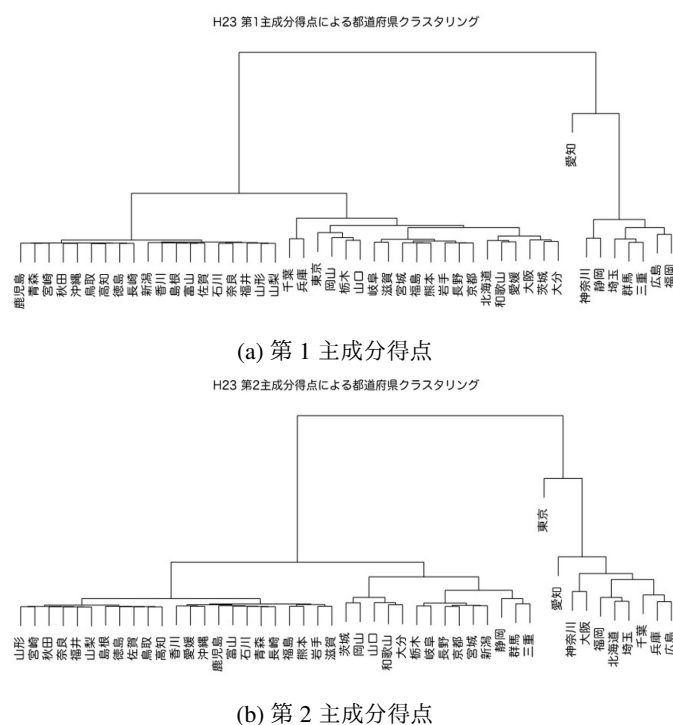 H23 第1主成分得点による都道府県クラスタリング
愛知
鹿児島 青森 宮崎 秋田 沖縄 鳥取 高知 徳島 長崎 新潟 香川 島根 富山 佐賀 石川 奈良 福井 山形 山梨 千葉 兵庫 東京 岡山 栃木 山口 岐阜 滋賀 宮城 福島 熊本 岩手 長野 京都 北海道 和歌山 愛媛 大阪 茨城 大分 神奈川 静岡 埼玉 群馬 三重 広島 福岡
(a) 第 1 主成分得点
H23 第2主成分得点による都道府県クラスタリング
東京
愛知
山形 宮崎 秋田 奈良 福井 山梨 島根 徳島 佐賀 鳥取 高知 香川 愛媛 沖縄 鹿児島 富山 石川 青森 長崎 福島 熊本 岩手 滋賀 茨城 岡山 山口 和歌山 大分 栃木 岐阜 長野 京都 宮城 新潟 静岡 群馬 三重 神奈川 大阪 福岡 北海道 埼玉 千葉 兵庫 広島
(b) 第 2 主成分得点